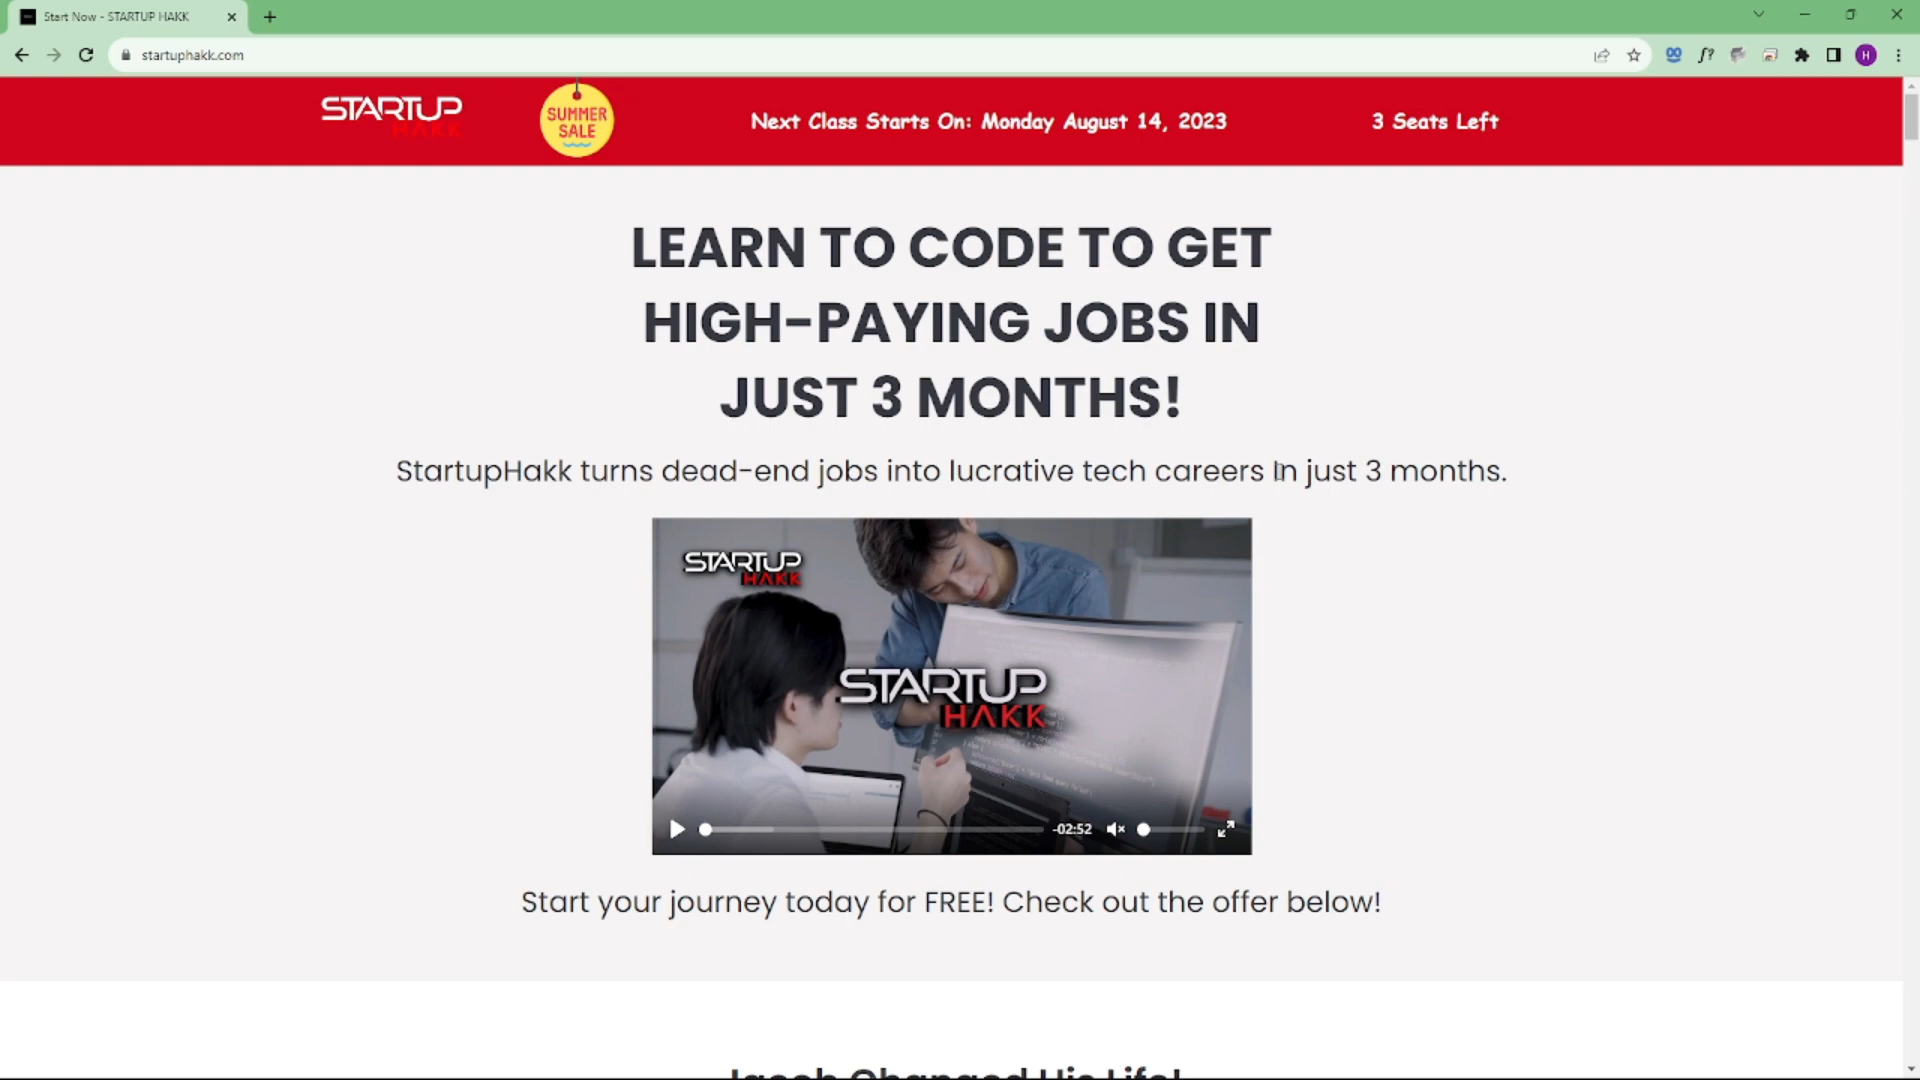 Start Now - STARTUP HAKK
startuphakk.com
H
STARTUP
HAKK
SUMMER
SALE
Next Class Starts On: Monday August 14, 2023
3 Seats Left
LEARN TO CODE TO GET
HIGH-PAYING JOBS IN
JUST 3 MONTHS!
StartupHakk turns dead-end jobs into lucrative tech careers in just 3 months.
STARTUP
HAKK
STARTUP
HAKK
-02:52
Start your journey today for FREE! Check out the offer below!
Jacob Changed His Life!